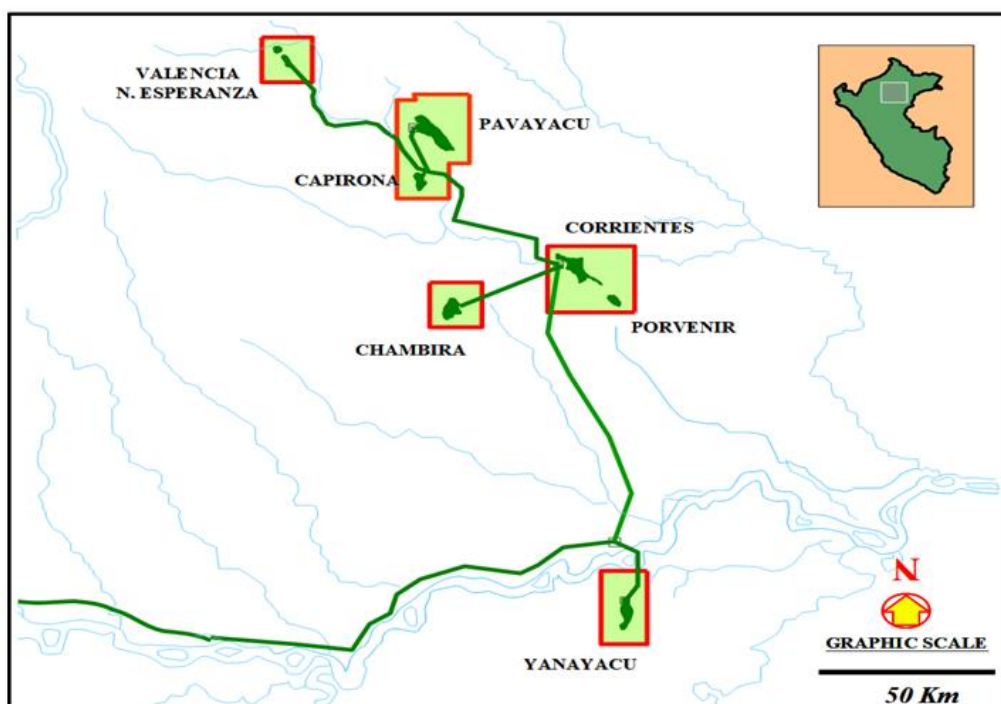 VALENCIA
N. ESPERANZA
PAVAYACU
CAPIRONA
CORRIENTES
CHAMBIRA
PORVENIR
YANAYACU
N
GRAPHIC SCALE
50 Km